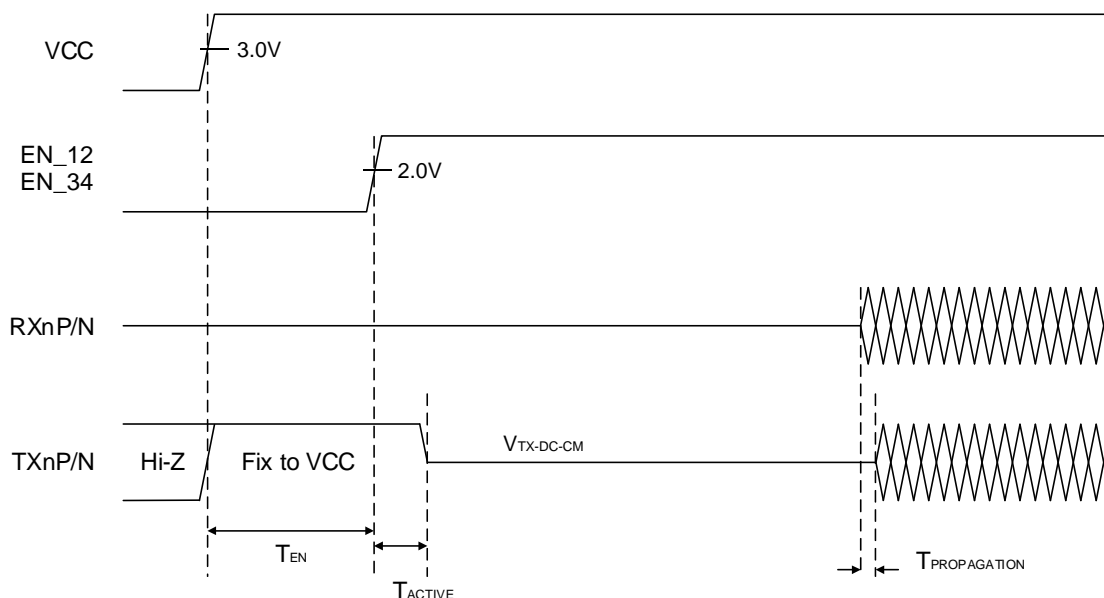 VCC
3.0V
EN_12
EN_34
2.0V
RXnP/N
TXnP/N
Hi-Z
Fix to VCC
VTX-DC-CM
TEN
TACTIVE
TPROPAGATION